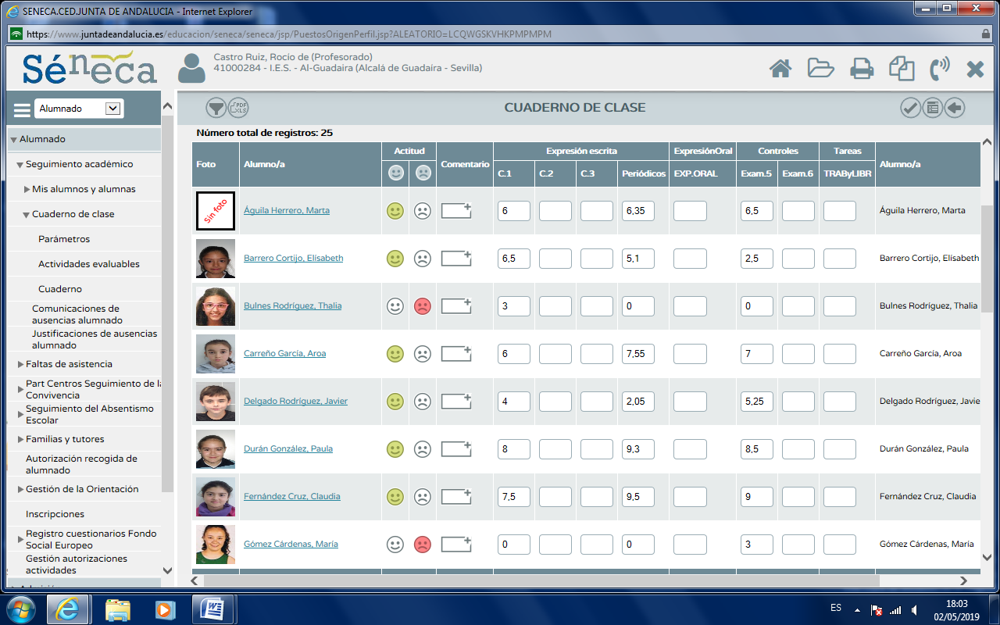 SENECA.CED.JUNTA DE ANDALUCIA - Internet Explorer
https://www.juntadeandalucia.es/educacion/seneca/seneca/jsp/PuestosOrigenPerfil.jsp?ALEATORIO=LCQWGSKVHKPMPMPM
Séneca
Castro Ruiz, Rocío de (Profesorado)
41000284 - I.E.S. - Al-Guadaira (Alcalá de Guadaira - Sevilla)
Alumnado
PDF
XLS
CUADERNO DE CLASE
Alumnado
Seguimiento académico
Mis alumnos y alumnas
Cuaderno de clase
Parámetros
Actividades evaluables
Cuaderno
Comunicaciones de
ausencias alumnado
Justificaciones de ausencias
alumnado
Faltas de asistencia
Part Centros Seguimiento de l
Convivencia
Seguimiento del Absentismo
Escolar
Familias y tutores
Autorización recogida de
alumnado
Gestión de la Orientación
Inscripciones
Registro cuestionarios Fondo
Social Europeo
Gestión autorizaciones
actividades
Número total de registros: 25
Foto Alumno/a Actitud Comentario Expresión escrita ExpresiónOral Controles Tareas Alumno/a
C.1 C.2 C.3 Periódicos EXP.ORAL Exam.5 Exam.6 TRAByLIBR
Sin foto Águila Herrero, Marta 6 6,35 6,5 Águila Herrero, Marta
Barrero Cortijo, Elísabeth 6,5 5,1 2,5 Barrero Cortijo, Elísabeth
Bulnes Rodríguez, Thalia 3 0 0 Bulnes Rodríguez, Thalia
Carreño García, Aroa 6 7,55 7 Carreño García, Aroa
Delgado Rodríguez, Javier 4 2,05 5,25 Delgado Rodríguez, Javie
Durán González, Paula 8 9,3 8,5 Durán González, Paula
Fernández Cruz, Claudia 7,5 9,5 9 Fernández Cruz, Claudia
Gómez Cárdenas, María 0 0 3 Gómez Cárdenas, María
ES
18:03
02/05/2019